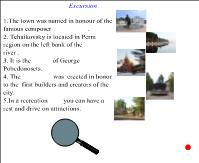 Excursion
1.The town was named in honour of the
famous composer .
2. Tchaikovsky is located in Perm
region on the left bank of the
river .
3. It is the of George
Pobedonosets.
4. The was erected in honor
to the first builders and creators of the
city.
5.In a recreation you can have a
rest and drive on attractions.